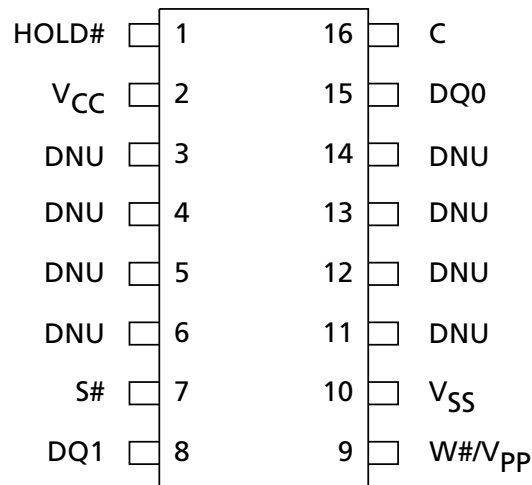 HOLD# 1 16 C
VCC 2 15 DQ0
DNU 3 14 DNU
DNU 4 13 DNU
DNU 5 12 DNU
DNU 6 11 DNU
S# 7 10 VSS
DQ1 8 9 W#/VPP